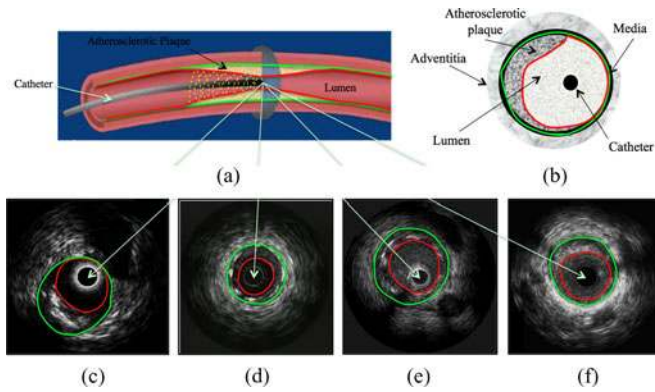 Atherosclerotic Plaque
Catheter
Lumen
(a)
Atherosclerotic
plaque
Media
Adventitia
Lumen
Catheter
(b)
(c)
(d)
(e)
(f)